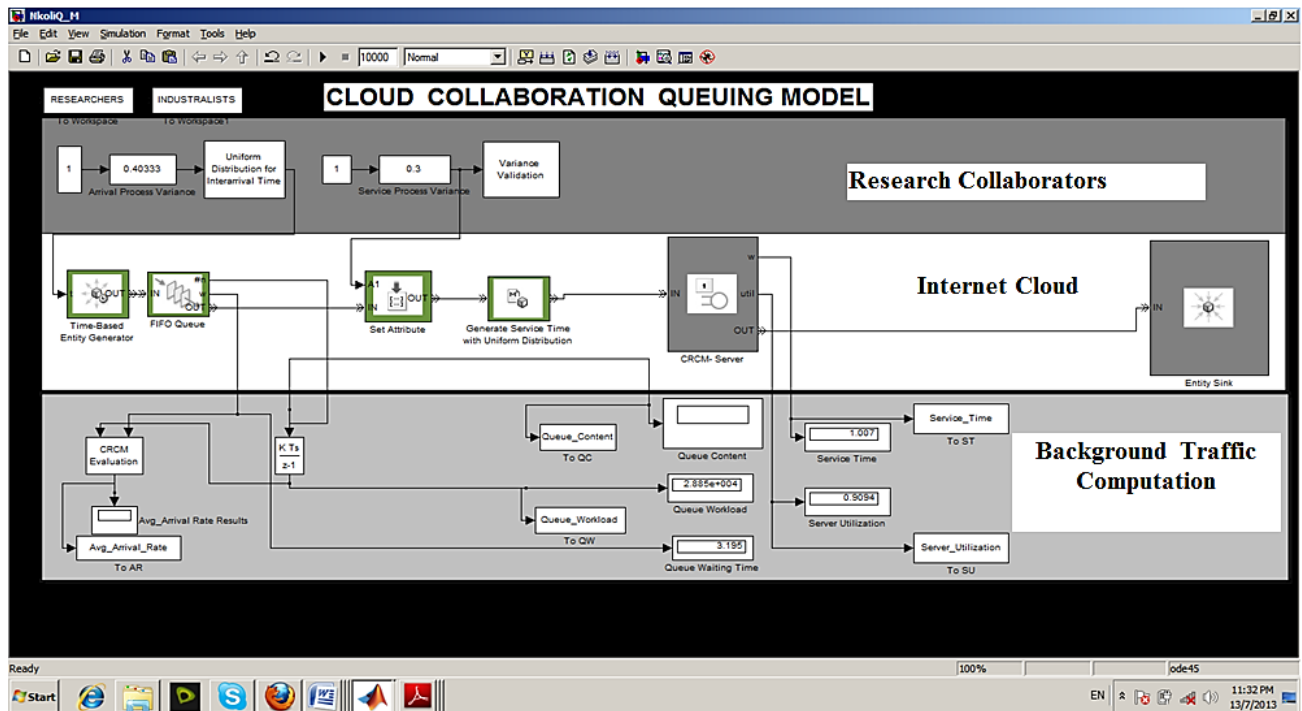 NkoliQ_M
File Edit View Simulation Format Tools Help
10000 Normal
RESEARCHERS
To Workspace
INDUSTRALISTS
To Workspace1
CLOUD COLLABORATION QUEUING MODEL
1
0.40333
Arrival Process Variance
Uniform
Distribution for
Interarrival Time
1
0.3
Service Process Variance
Variance
Validation
Research Collaborators
t
OUT
Time-Based
Entity Generator
IN
#n
w
OUT
FIFO Queue
A1
IN
OUT
Set Attribute
Generate Service Time
with Uniform Distribution
IN
w
util
OUT
CRCM- Server
Internet Cloud
IN
Entity Sink
CRCM
Evaluation
K Ts
z-1
Avg_Arrival Rate Results
Avg_Arrival_Rate
To AR
Queue_Content
To QC
Queue Content
2.885e+004
Queue Workload
Queue_Workload
To QW
3.195
Queue Waiting Time
1.007
Service Time
Service_Time
To ST
0.9094
Server Utilization
Server_Utilization
To SU
Background Traffic
Computation
Ready
100%
ode45
Start
EN
11:32 PM
13/7/2013